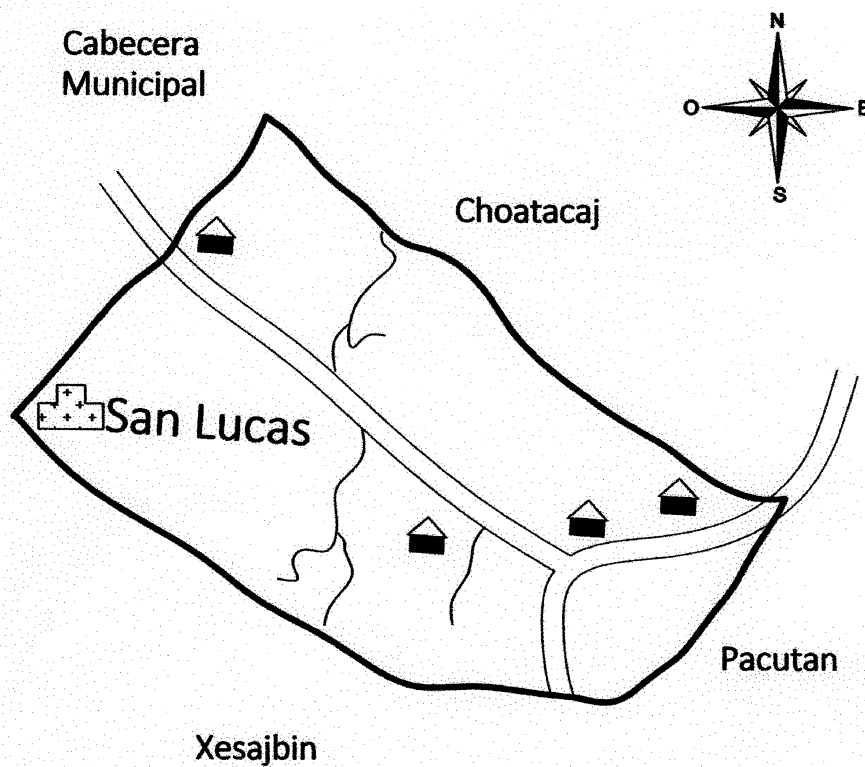 Cabecera
Municipal
N
O
E
S
Choatacaj
San Lucas
Pacutan
Xesajbin